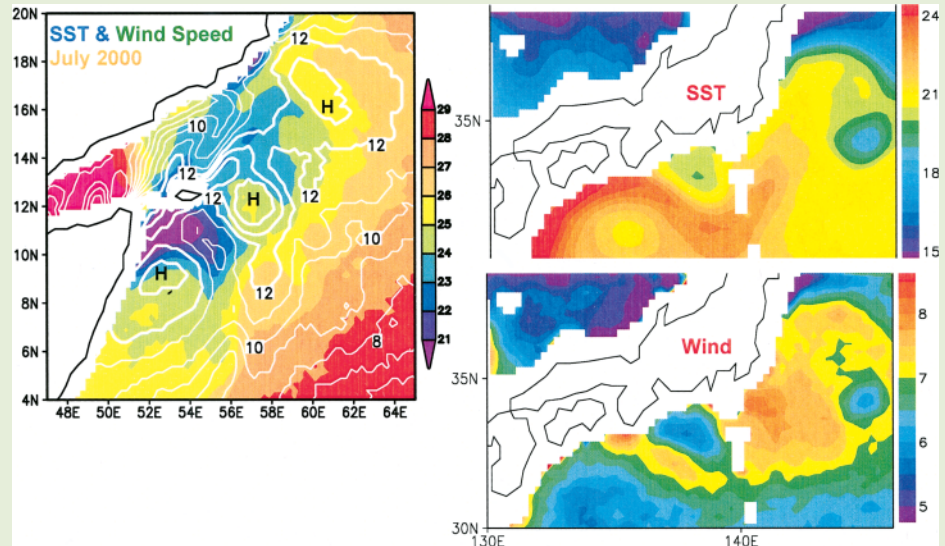 SST & Wind Speed
July 2000
20N
18N
16N
14N
12N
10N
8N
6N
4N
48E 50E 52E 54E 56E 58E 60E 62E 64E
12
H
10
12
12
12
H
12
12
10
H
12
10
8
29
28
27
26
25
24
23
22
21
SST
35N
24
21
18
15
Wind
35N
30N
130E 140E
8
7
6
5